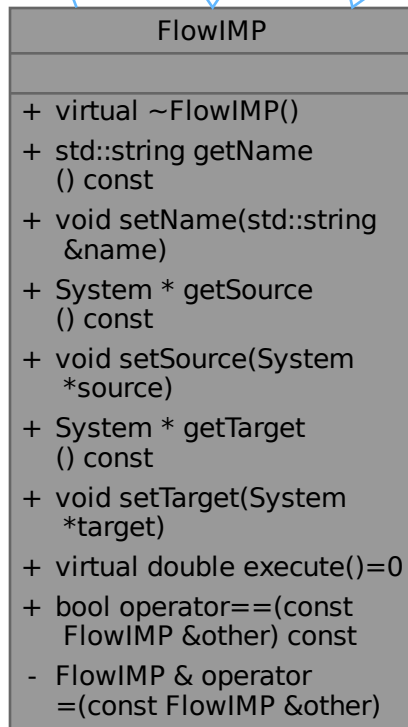 FlowIMP
+ virtual ~FlowIMP()
+ std::string getName
() const
+ void setName(std::string
&name)
+ System * getSource
() const
+ void setSource(System
*source)
+ System * getTarget
() const
+ void setTarget(System
*target)
+ virtual double execute()=0
+ bool operator==(const
FlowIMP &other) const
- FlowIMP & operator
=(const FlowIMP &other)